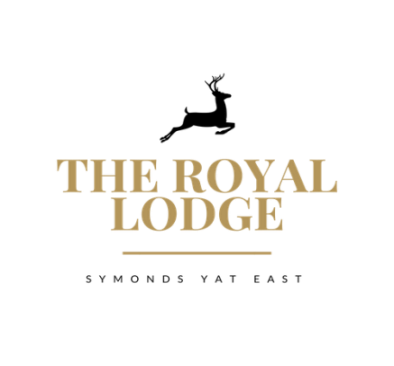 THE ROYAL
LODGE
SYMONDS YAT EAST